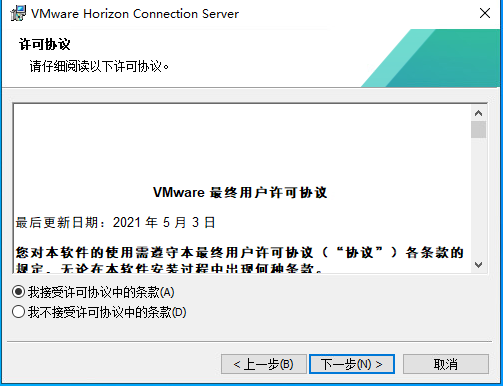 VMware Horizon Connection Server
许可协议
请仔细阅读以下许可协议。
VMware 最终用户许可协议
最后更新日期：2021 年 5 月 3 日
您对本软件的使用需遵守本最终用户许可协议（“协议”）各条款的
规定，无论在本软件安装过程中出现何种条款。
我接受许可协议中的条款(A)
我不接受许可协议中的条款(D)
< 上一步(B)
下一步(N) >
取消